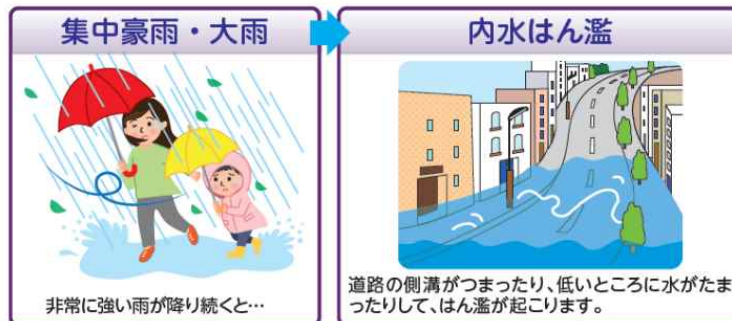 集中豪雨・大雨
非常に強い雨が降り続くと…
内水はん濫
道路の側溝がつまったり、低いところに水がたま
ったりして、はん濫が起こります。